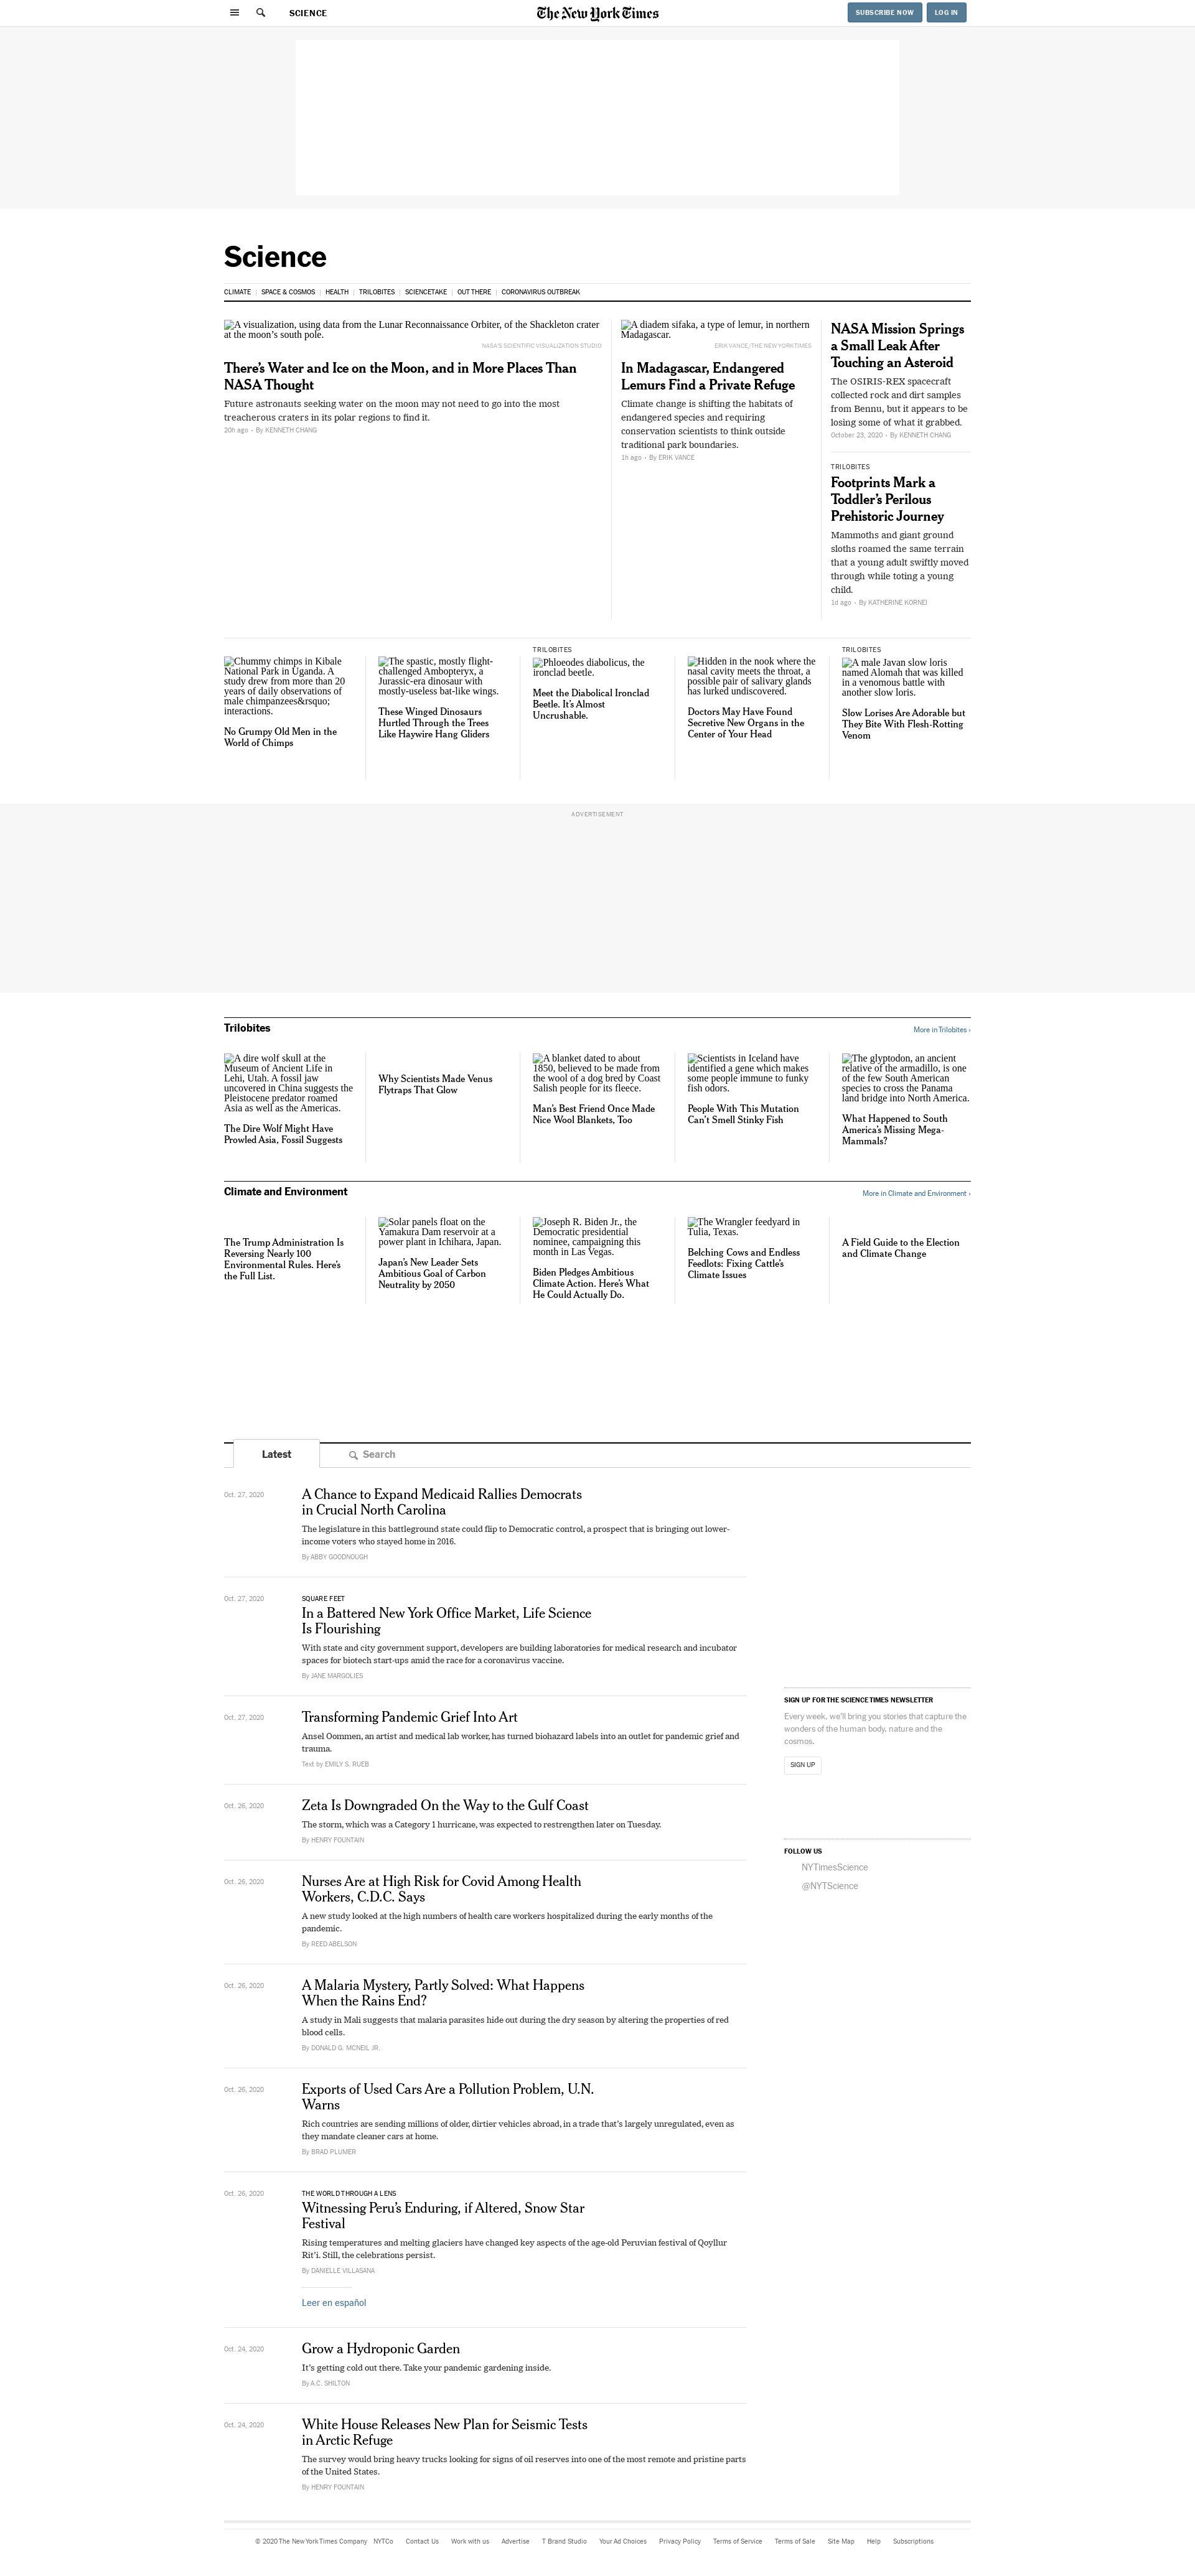 SCIENCE
The New York Times
SUBSCRIBE NOW
LOG IN
Science
CLIMATE
SPACE & COSMOS
HEALTH
TRILOBITES
SCIENCETAKE
OUT THERE
CORONAVIRUS OUTBREAK
A visualization, using data from the Lunar Reconnaissance Orbiter, of the Shackleton crater
at the moon’s south pole.
NASA'S SCIENTIFIC VISUALIZATION STUDIO
There’s Water and Ice on the Moon, and in More Places Than
NASA Thought
Future astronauts seeking water on the moon may not need to go into the most
treacherous craters in its polar regions to find it.
20h ago • By KENNETH CHANG
A diadem sifaka, a type of lemur, in northern
Madagascar.
ERIK VANCE;/THE NEW YORK TIMES
In Madagascar, Endangered
Lemurs Find a Private Refuge
Climate change is shifting the habitats of
endangered species and requiring
conservation scientists to think outside
traditional park boundaries.
1h ago • By ERIK VANCE
NASA Mission Springs
a Small Leak After
Touching an Asteroid
The OSIRIS-REX spacecraft
collected rock and dirt samples
from Bennu, but it appears to be
losing some of what it grabbed.
October 23, 2020 • By KENNETH CHANG
TRILOBITES
Footprints Mark a
Toddler’s Perilous
Prehistoric Journey
Mammoths and giant ground
sloths roamed the same terrain
that a young adult swiftly moved
through while toting a young
child.
1d ago • By KATHERINE KORNEI
Chummy chimps in Kibale
National Park in Uganda. A
study drew from more than 20
years of daily observations of
male chimpanzees&rsquo;
interactions.
No Grumpy Old Men in the
World of Chimps
The spastic, mostly flight-
challenged Ambopteryx, a
Jurassic-era dinosaur with
mostly-useless bat-like wings.
These Winged Dinosaurs
Hurtled Through the Trees
Like Haywire Hang Gliders
TRILOBITES
Phloeodes diabolicus, the
ironclad beetle.
Meet the Diabolical Ironclad
Beetle. It’s Almost
Uncrushable.
Hidden in the nook where the
nasal cavity meets the throat, a
possible pair of salivary glands
has lurked undiscovered.
Doctors May Have Found
Secretive New Organs in the
Center of Your Head
TRILOBITES
A male Javan slow loris
named Alomah that was killed
in a venomous battle with
another slow loris.
Slow Lorises Are Adorable but
They Bite With Flesh-Rotting
Venom
ADVERTISEMENT
Trilobites
More in Trilobites ›
A dire wolf skull at the
Museum of Ancient Life in
Lehi, Utah. A fossil jaw
uncovered in China suggests the
Pleistocene predator roamed
Asia as well as the Americas.
The Dire Wolf Might Have
Prowled Asia, Fossil Suggests
Why Scientists Made Venus
Flytraps That Glow
A blanket dated to about
1850, believed to be made from
the wool of a dog bred by Coast
Salish people for its fleece.
Man’s Best Friend Once Made
Nice Wool Blankets, Too
Scientists in Iceland have
identified a gene which makes
some people immune to funky
fish odors.
People With This Mutation
Can’t Smell Stinky Fish
The glyptodon, an ancient
relative of the armadillo, is one
of the few South American
species to cross the Panama
land bridge into North America.
What Happened to South
America’s Missing Mega-
Mammals?
Climate and Environment
More in Climate and Environment ›
The Trump Administration Is
Reversing Nearly 100
Environmental Rules. Here’s
the Full List.
Solar panels float on the
Yamakura Dam reservoir at a
power plant in Ichihara, Japan.
Japan’s New Leader Sets
Ambitious Goal of Carbon
Neutrality by 2050
Joseph R. Biden Jr., the
Democratic presidential
nominee, campaigning this
month in Las Vegas.
Biden Pledges Ambitious
Climate Action. Here’s What
He Could Actually Do.
The Wrangler feedyard in
Tulia, Texas.
Belching Cows and Endless
Feedlots: Fixing Cattle’s
Climate Issues
A Field Guide to the Election
and Climate Change
Latest
Search
Oct. 27, 2020
A Chance to Expand Medicaid Rallies Democrats
in Crucial North Carolina
The legislature in this battleground state could flip to Democratic control, a prospect that is bringing out lower-
income voters who stayed home in 2016.
By ABBY GOODNOUGH
Oct. 27, 2020
SQUARE FEET
In a Battered New York Office Market, Life Science
Is Flourishing
With state and city government support, developers are building laboratories for medical research and incubator
spaces for biotech start-ups amid the race for a coronavirus vaccine.
By JANE MARGOLIES
Oct. 27, 2020
Transforming Pandemic Grief Into Art
Ansel Oommen, an artist and medical lab worker, has turned biohazard labels into an outlet for pandemic grief and
trauma.
Text by EMILY S. RUEB
Oct. 26, 2020
Zeta Is Downgraded On the Way to the Gulf Coast
The storm, which was a Category 1 hurricane, was expected to restrengthen later on Tuesday.
By HENRY FOUNTAIN
Oct. 26, 2020
Nurses Are at High Risk for Covid Among Health
Workers, C.D.C. Says
A new study looked at the high numbers of health care workers hospitalized during the early months of the
pandemic.
By REED ABELSON
Oct. 26, 2020
A Malaria Mystery, Partly Solved: What Happens
When the Rains End?
A study in Mali suggests that malaria parasites hide out during the dry season by altering the properties of red
blood cells.
By DONALD G. MCNEIL JR.
Oct. 26, 2020
Exports of Used Cars Are a Pollution Problem, U.N.
Warns
Rich countries are sending millions of older, dirtier vehicles abroad, in a trade that’s largely unregulated, even as
they mandate cleaner cars at home.
By BRAD PLUMER
Oct. 26, 2020
THE WORLD THROUGH A LENS
Witnessing Peru’s Enduring, if Altered, Snow Star
Festival
Rising temperatures and melting glaciers have changed key aspects of the age-old Peruvian festival of Qoyllur
Rit’i. Still, the celebrations persist.
By DANIELLE VILLASANA
Leer en español
Oct. 24, 2020
Grow a Hydroponic Garden
It’s getting cold out there. Take your pandemic gardening inside.
By A.C. SHILTON
Oct. 24, 2020
White House Releases New Plan for Seismic Tests
in Arctic Refuge
The survey would bring heavy trucks looking for signs of oil reserves into one of the most remote and pristine parts
of the United States.
By HENRY FOUNTAIN
SIGN UP FOR THE SCIENCE TIMES NEWSLETTER
Every week, we’ll bring you stories that capture the
wonders of the human body, nature and the
cosmos.
SIGN UP
FOLLOW US
NYTimesScience
@NYTScience
© 2020 The New York Times Company
NYTCo
Contact Us
Work with us
Advertise
T Brand Studio
Your Ad Choices
Privacy Policy
Terms of Service
Terms of Sale
Site Map
Help
Subscriptions